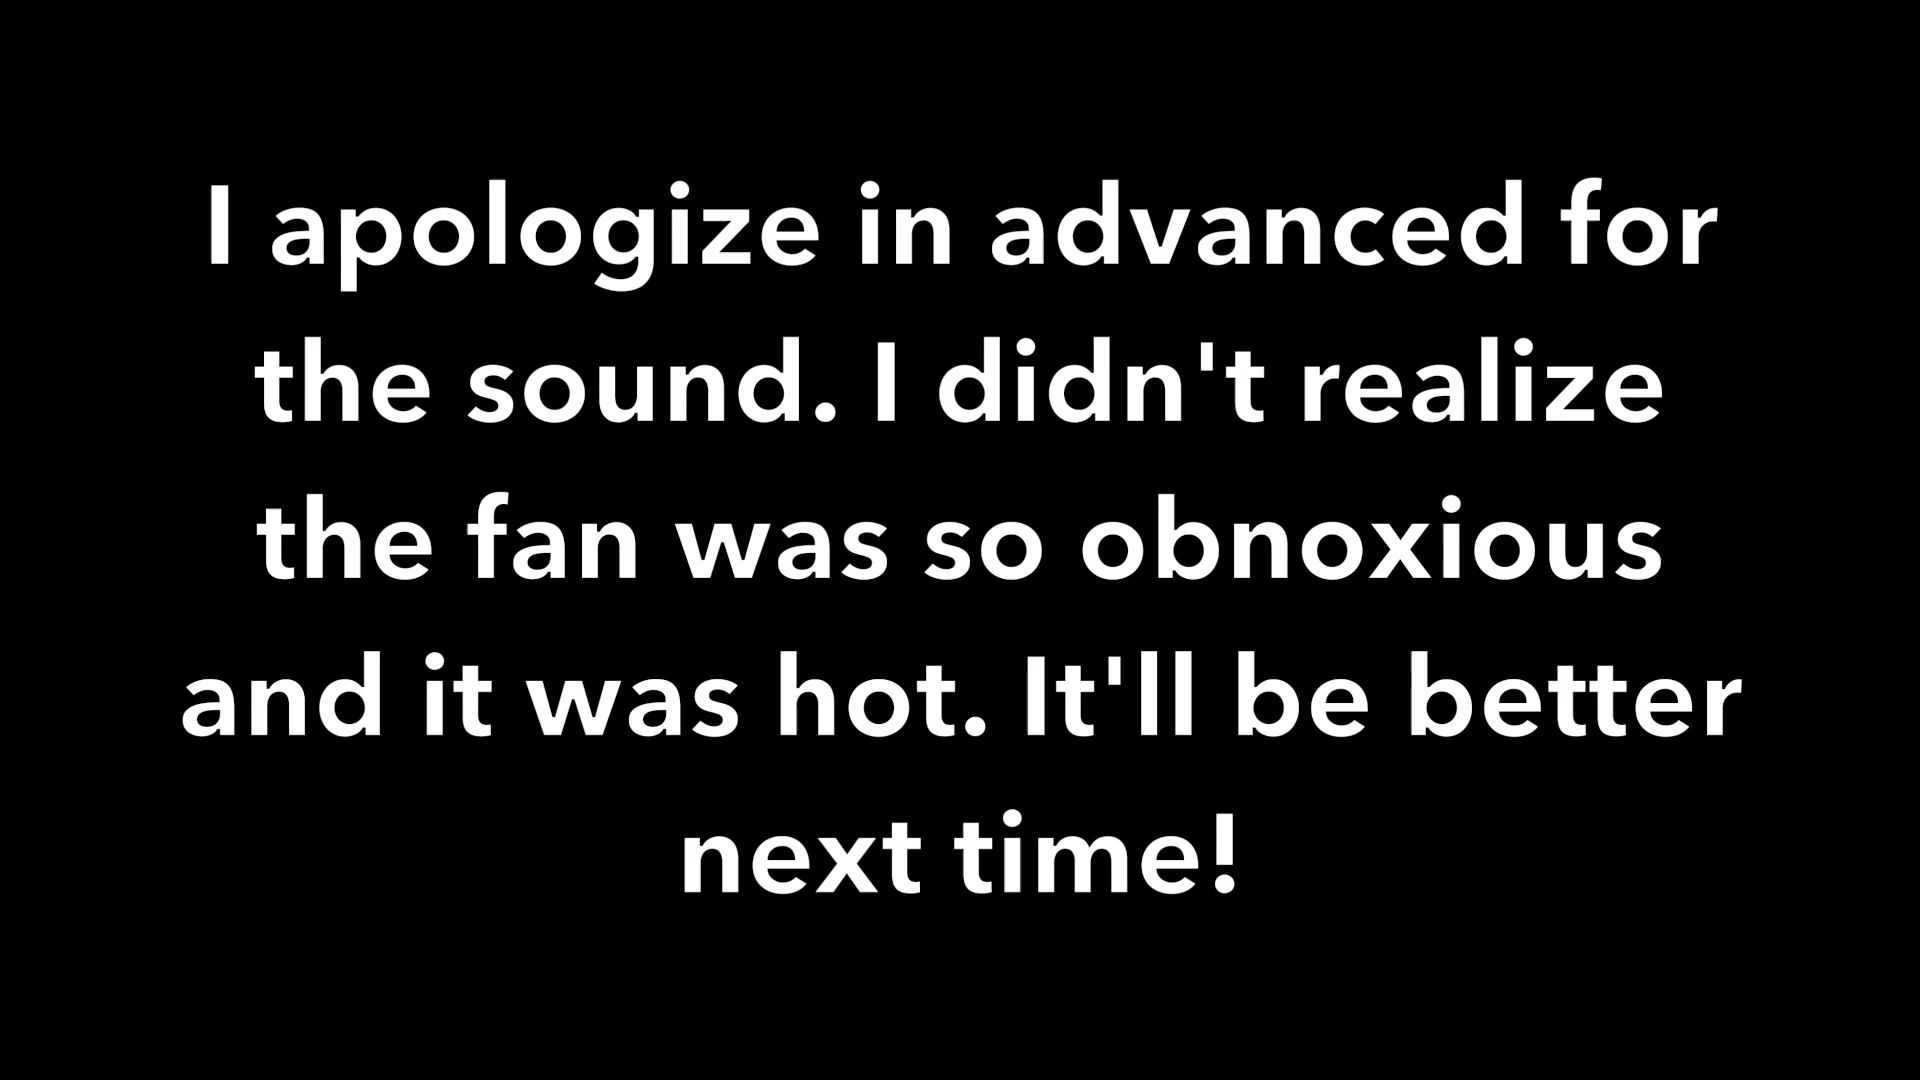 I apologize in advanced for
the sound. I didn't realize
the fan was so obnoxious
and it was hot. It'll be better
next time!